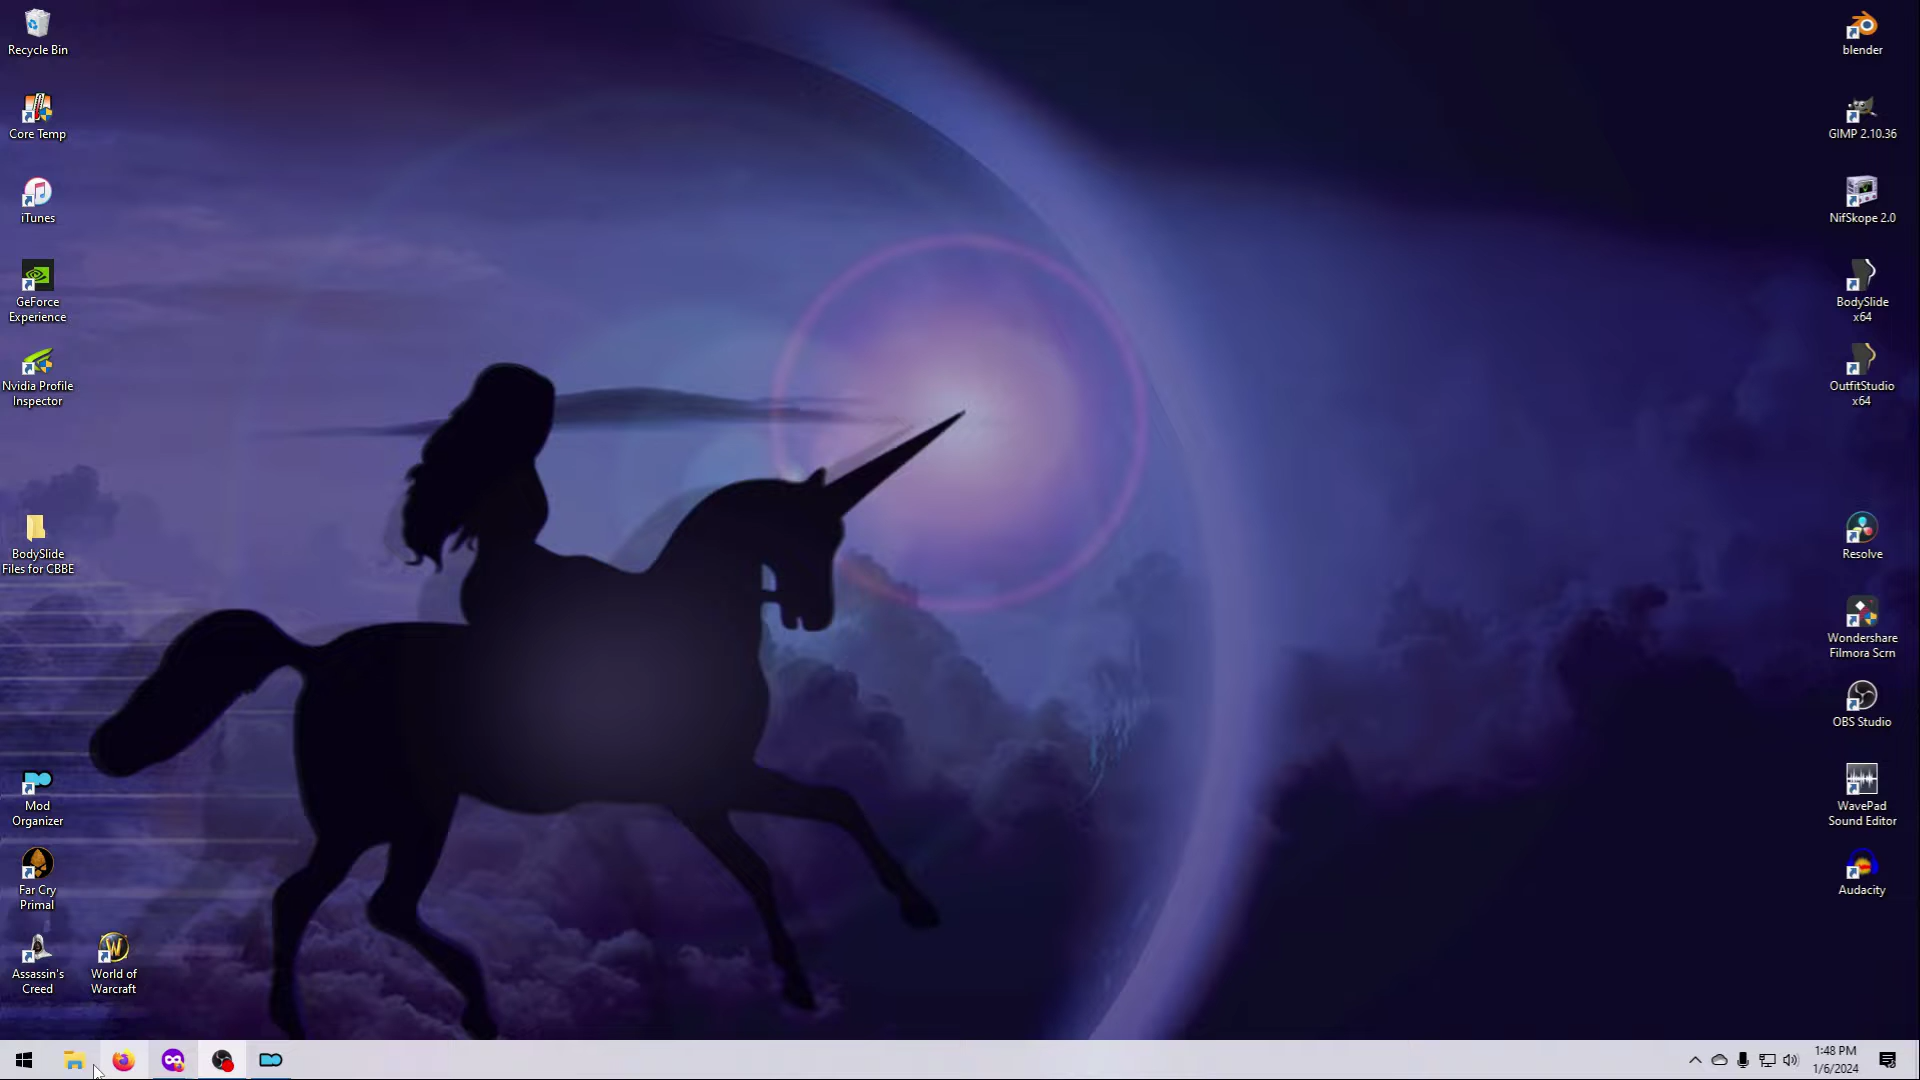 Recycle Bin
Core Temp
iTunes
GeForce
Experience
Nvidia Profile
Inspector
BodySlide
Files for CBBE
Mod
Organizer
Far Cry
Primal
Assassin's
Creed
World of
Warcraft
blender
GIMP 2.10.36
NifSkope 2.0
BodySlide
x64
OutfitStudio
x64
Resolve
Wondershare
Filmora Scrn
OBS Studio
WavePad
Sound Editor
Audacity
1:48 PM
1/6/2024